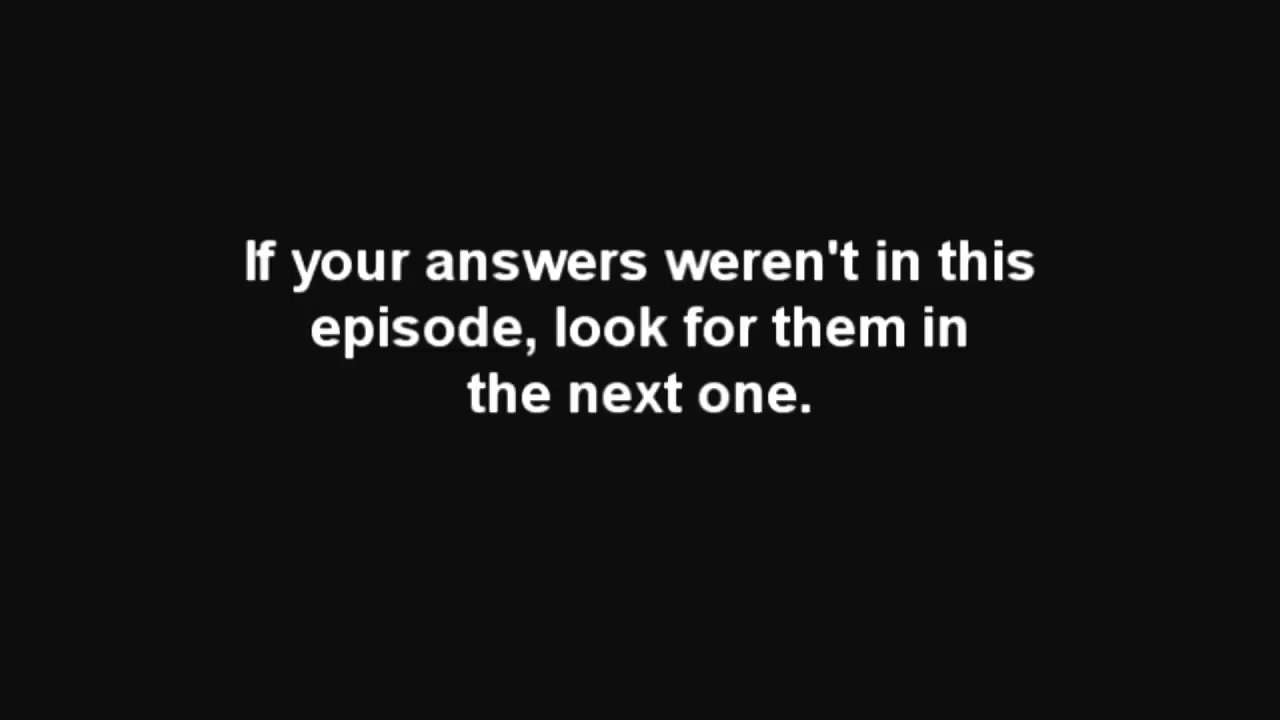 If your answers weren't in this
episode, look for them in
the next one.